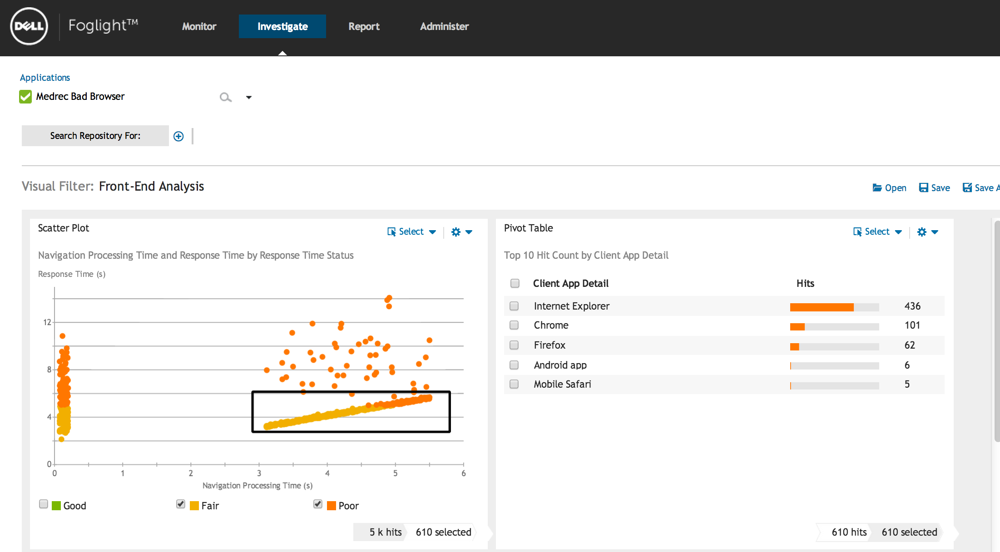 DELL Foglight™ Monitor Investigate Report Administer
Applications
Medrec Bad Browser
Search Repository For:
Visual Filter: Front-End Analysis
Open Save Save A
Scatter Plot
Select
Navigation Processing Time and Response Time by Response Time Status
Response Time (s)
12
8
4
0
0 1 2 3 4 5 6
Navigation Processing Time (s)
Good Fair Poor
5 k hits 610 selected
Pivot Table
Select
Top 10 Hit Count by Client App Detail
Client App Detail Hits
Internet Explorer 436
Chrome 101
Firefox 62
Android app 6
Mobile Safari 5
610 hits 610 selected